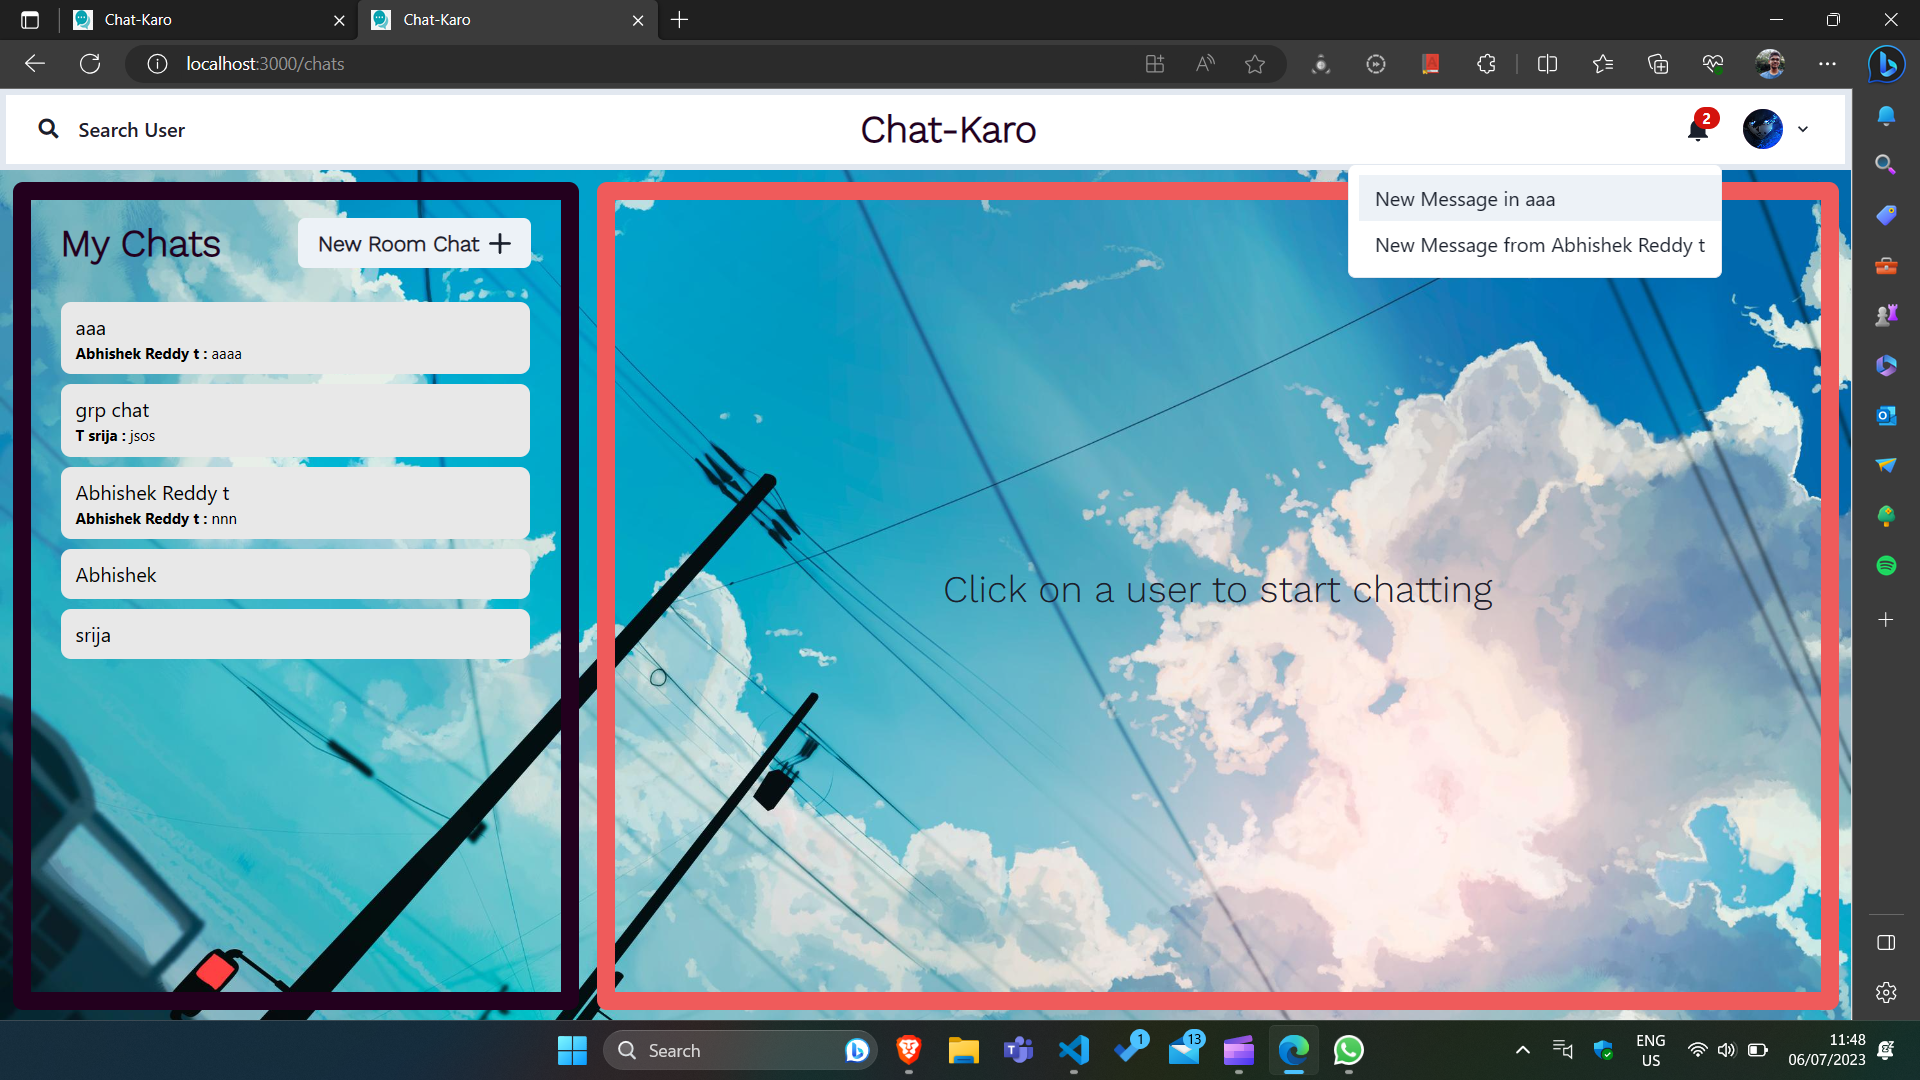 Chat-Karo
Chat-Karo
localhost:3000/chats
Search User
Chat-Karo
2
New Message in aaa
New Message from Abhishek Reddy t
My Chats
New Room Chat +
aaa
Abhishek Reddy t : aaaa
grp chat
T srija : jsos
Abhishek Reddy t
Abhishek Reddy t : nnn
Abhishek
srija
Click on a user to start chatting
Search
1
13
ENG
US
11:48
06/07/2023